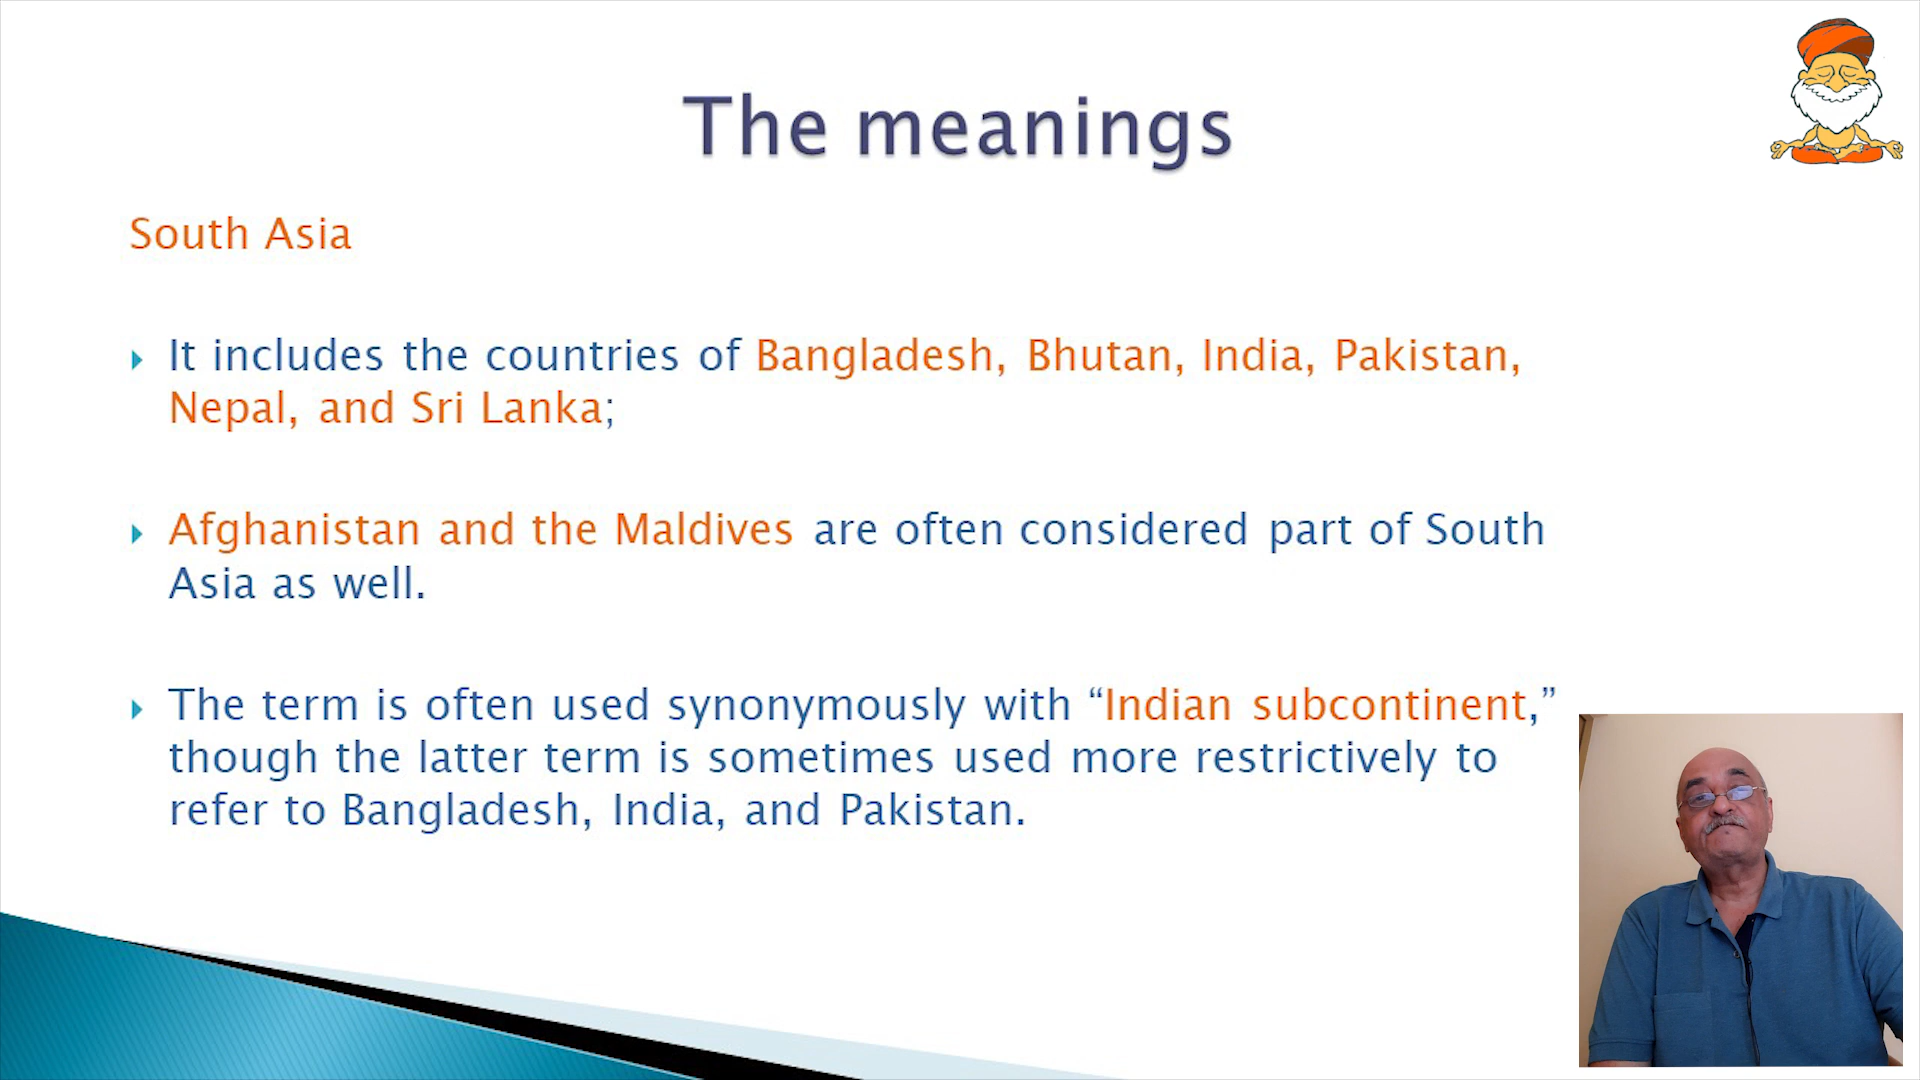 The meanings
South Asia
It includes the countries of Bangladesh, Bhutan, India, Pakistan,
Nepal, and Sri Lanka;
Afghanistan and the Maldives are often considered part of South
Asia as well.
The term is often used synonymously with “Indian subcontinent,”
though the latter term is sometimes used more restrictively to
refer to Bangladesh, India, and Pakistan.